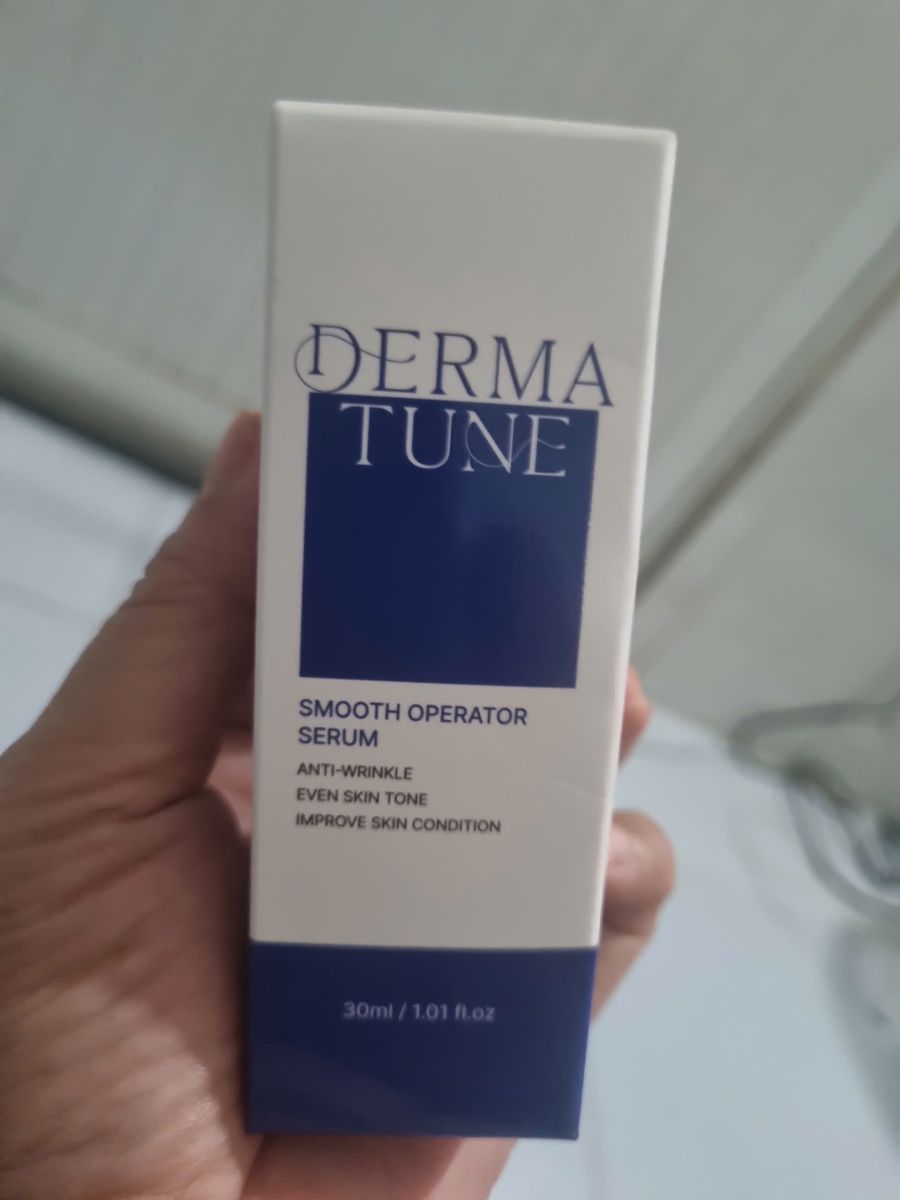 DERMA
TUNE
SMOOTH OPERATOR
SERUM
ANTI-WRINKLE
EVEN SKIN TONE
IMPROVE SKIN CONDITION
30ml / 1.01 fl.oz